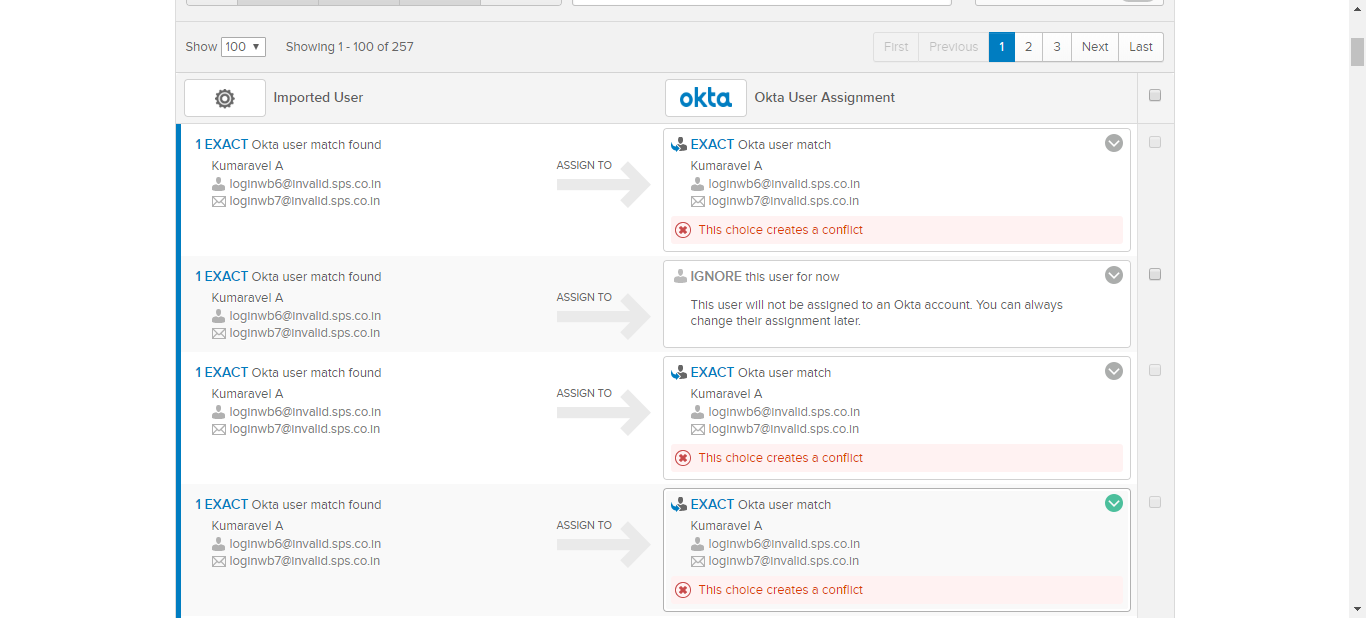 Show 100 ▼ Showing 1 - 100 of 257 First Previous 1 2 3 Next Last
Imported User okta Okta User Assignment
1 EXACT Okta user match found
Kumaravel A
loginwb6@invalid.sps.co.in
loginwb7@invalid.sps.co.in
ASSIGN TO
EXACT Okta user match
Kumaravel A
loginwb6@invalid.sps.co.in
loginwb7@invalid.sps.co.in
This choice creates a conflict
1 EXACT Okta user match found
Kumaravel A
loginwb6@invalid.sps.co.in
loginwb7@invalid.sps.co.in
ASSIGN TO
IGNORE this user for now
This user will not be assigned to an Okta account. You can always
change their assignment later.
1 EXACT Okta user match found
Kumaravel A
loginwb6@invalid.sps.co.in
loginwb7@invalid.sps.co.in
ASSIGN TO
EXACT Okta user match
Kumaravel A
loginwb6@invalid.sps.co.in
loginwb7@invalid.sps.co.in
This choice creates a conflict
1 EXACT Okta user match found
Kumaravel A
loginwb6@invalid.sps.co.in
loginwb7@invalid.sps.co.in
ASSIGN TO
EXACT Okta user match
Kumaravel A
loginwb6@invalid.sps.co.in
loginwb7@invalid.sps.co.in
This choice creates a conflict